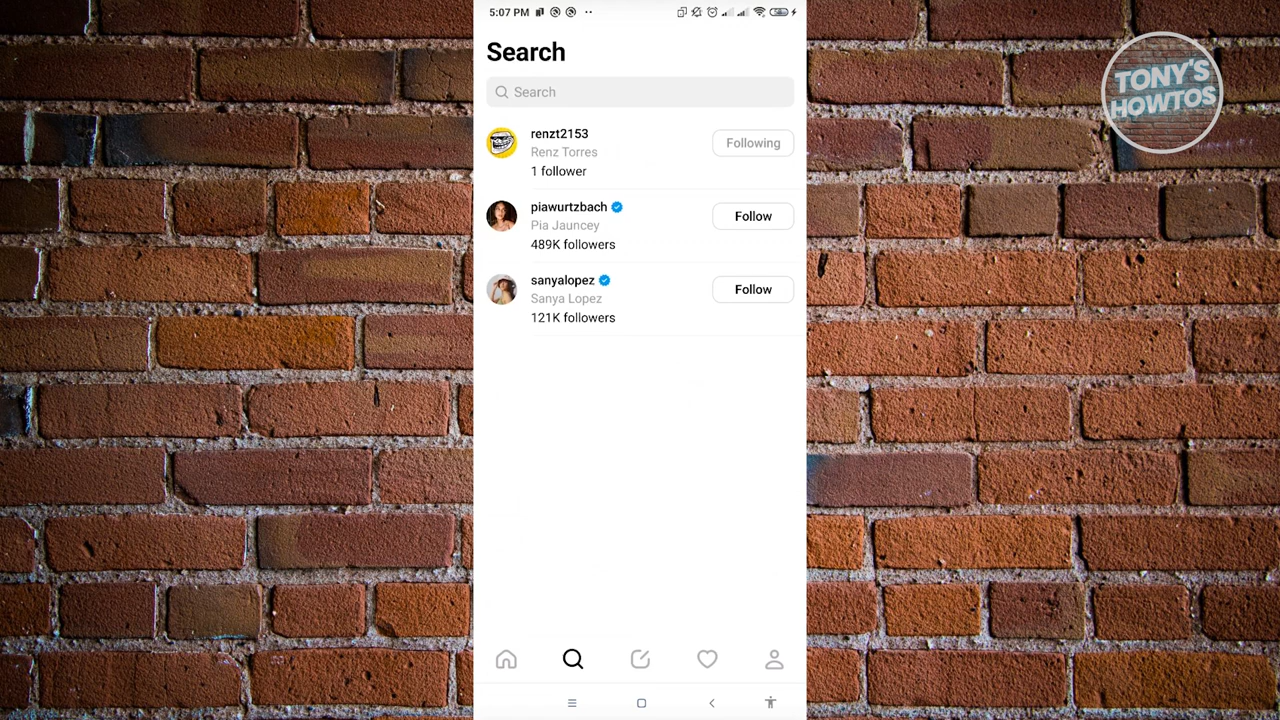 5:07 PM
TONY'S
HOWTOS
Search
Search
renzt2153
Renz Torres
1 follower
Following
piawurtzbach
Pia Jauncey
489K followers
Follow
sanyalopez
Sanya Lopez
121K followers
Follow